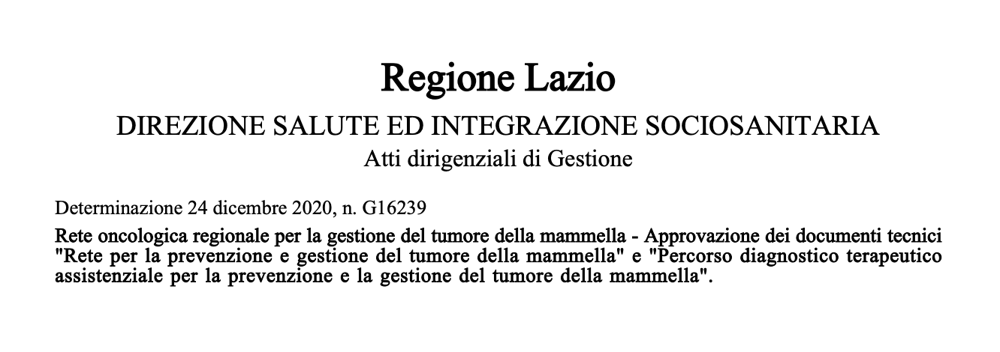 Regione Lazio
DIREZIONE SALUTE ED INTEGRAZIONE SOCIOSANITARIA
Atti dirigenziali di Gestione
Determinazione 24 dicembre 2020, n. G16239
Rete oncologica regionale per la gestione del tumore della mammella - Approvazione dei documenti tecnici
"Rete per la prevenzione e gestione del tumore della mammella" e "Percorso diagnostico terapeutico
assistenziale per la prevenzione e la gestione del tumore della mammella".